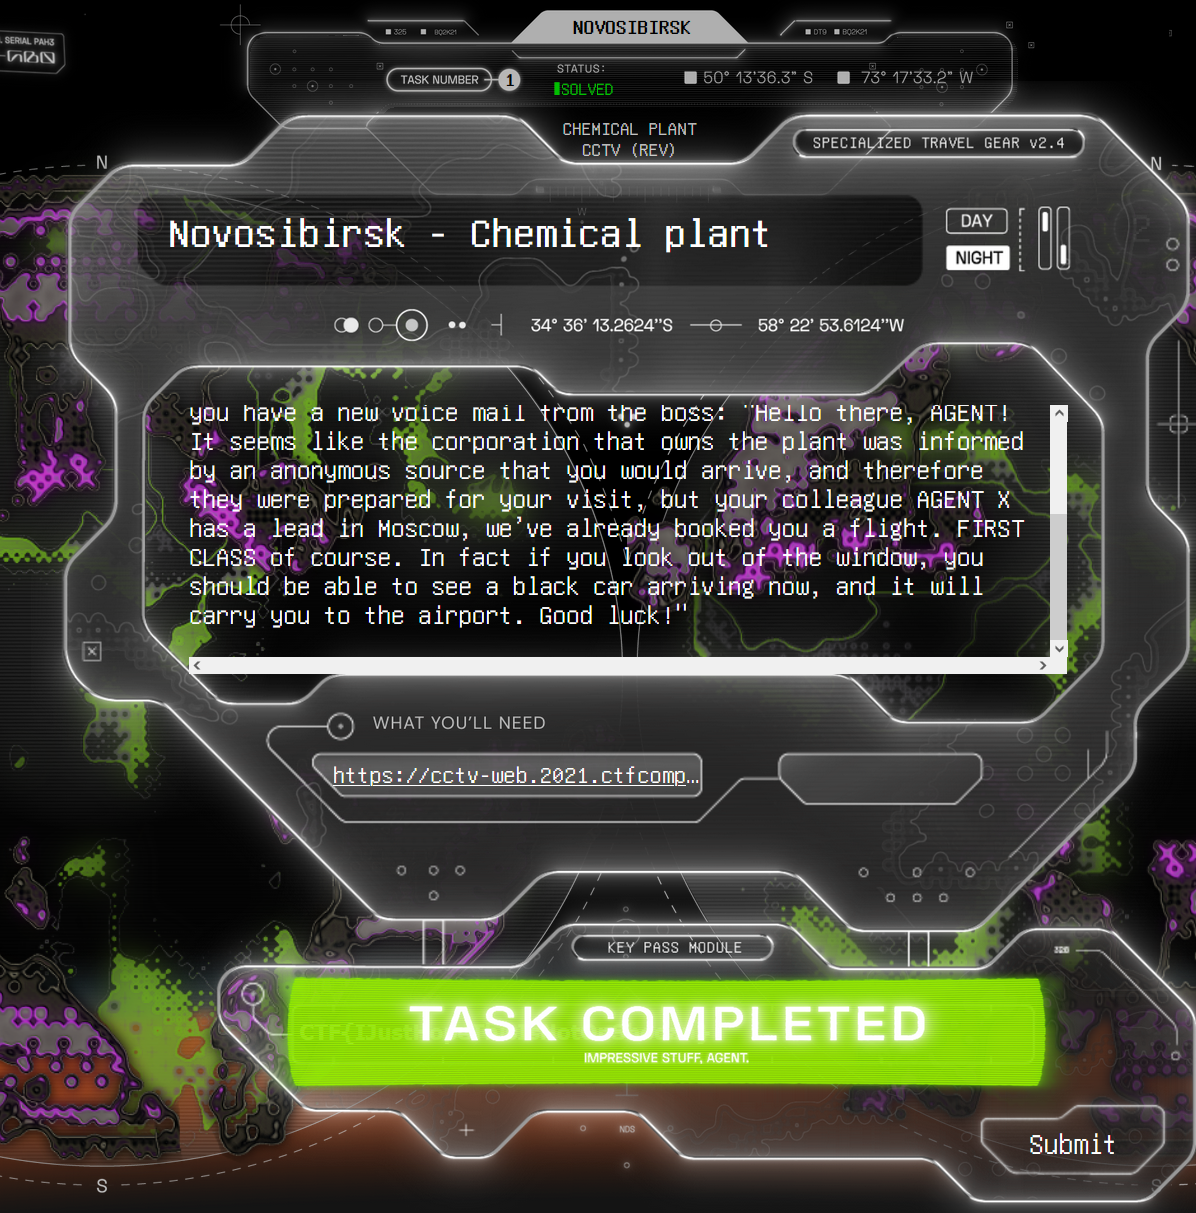 NOVOSIBIRSK
325 BQ2K21
DT9 BQ2K21
SERIAL PAH3
TASK NUMBER 1
STATUS:
SOLVED
50° 13'36.3" S 73° 17'33.2" W
CHEMICAL PLANT
CCTV (REV)
SPECIALIZED TRAVEL GEAR v2.4
N
N
W
Novosibirsk - Chemical plant
DAY
NIGHT
34° 36' 13.2624''S 58° 22' 53.6124''W
you have a new voice mail from the boss: "Hello there, AGENT!
It seems like the corporation that owns the plant was informed
by an anonymous source that you would arrive, and therefore
they were prepared for your visit, but your colleague AGENT X
has a lead in Moscow, we've already booked you a flight. FIRST
CLASS of course. In fact if you look out of the window, you
should be able to see a black car arriving now, and it will
carry you to the airport. Good luck!"
WHAT YOU'LL NEED
https://cctv-web.2021.ctfcomp...
KEY PASS MODULE
CTF{IJust
TASK COMPLETED
IMPRESSIVE STUFF, AGENT.
NDS
Submit
S
S